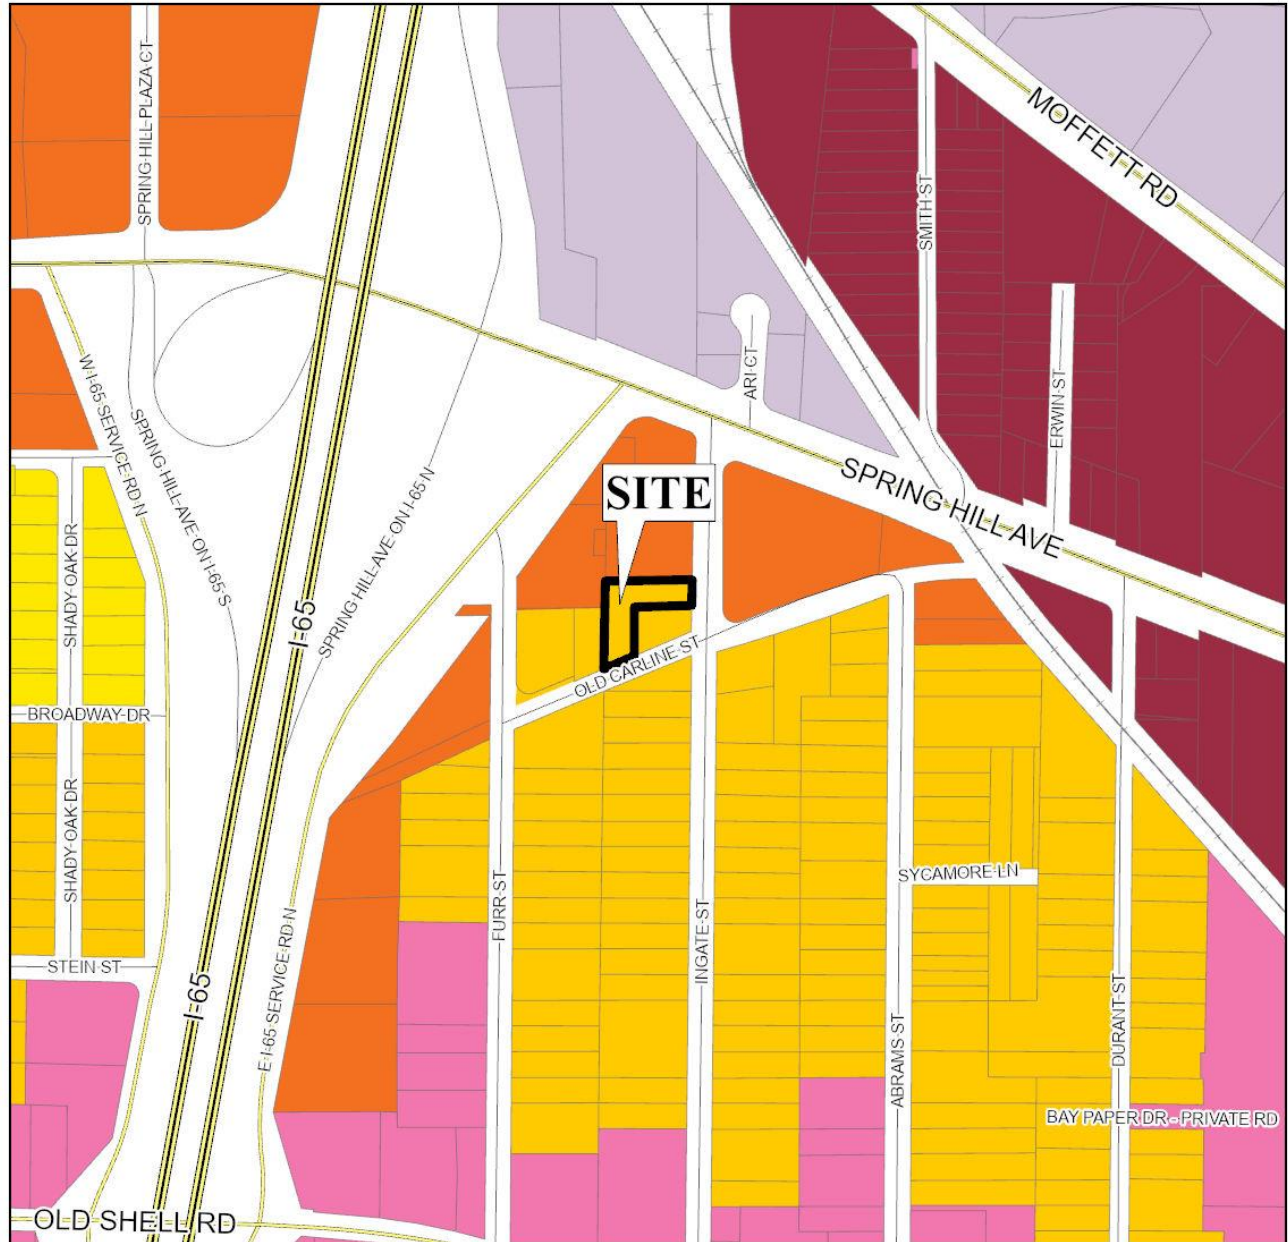 SPRING HILL PLAZA CT
MOFFETT RD
SMITH ST
W I-65 SERVICE RD N
SPRING HILL AVE ON I-65 S
SPRING HILL AVE ON I-65 N
ARI CT
ERWIN ST
SPRING HILL AVE
SITE
SHADY OAK DR
I-65
OLD CARLINE ST
BROADWAY DR
SHADY OAK DR
FURR ST
INGATE ST
SYCAMORE LN
STEIN ST
I-65
E I-65 SERVICE RD N
ABRAMS ST
DURANT ST
BAY PAPER DR - PRIVATE RD
OLD SHELL RD